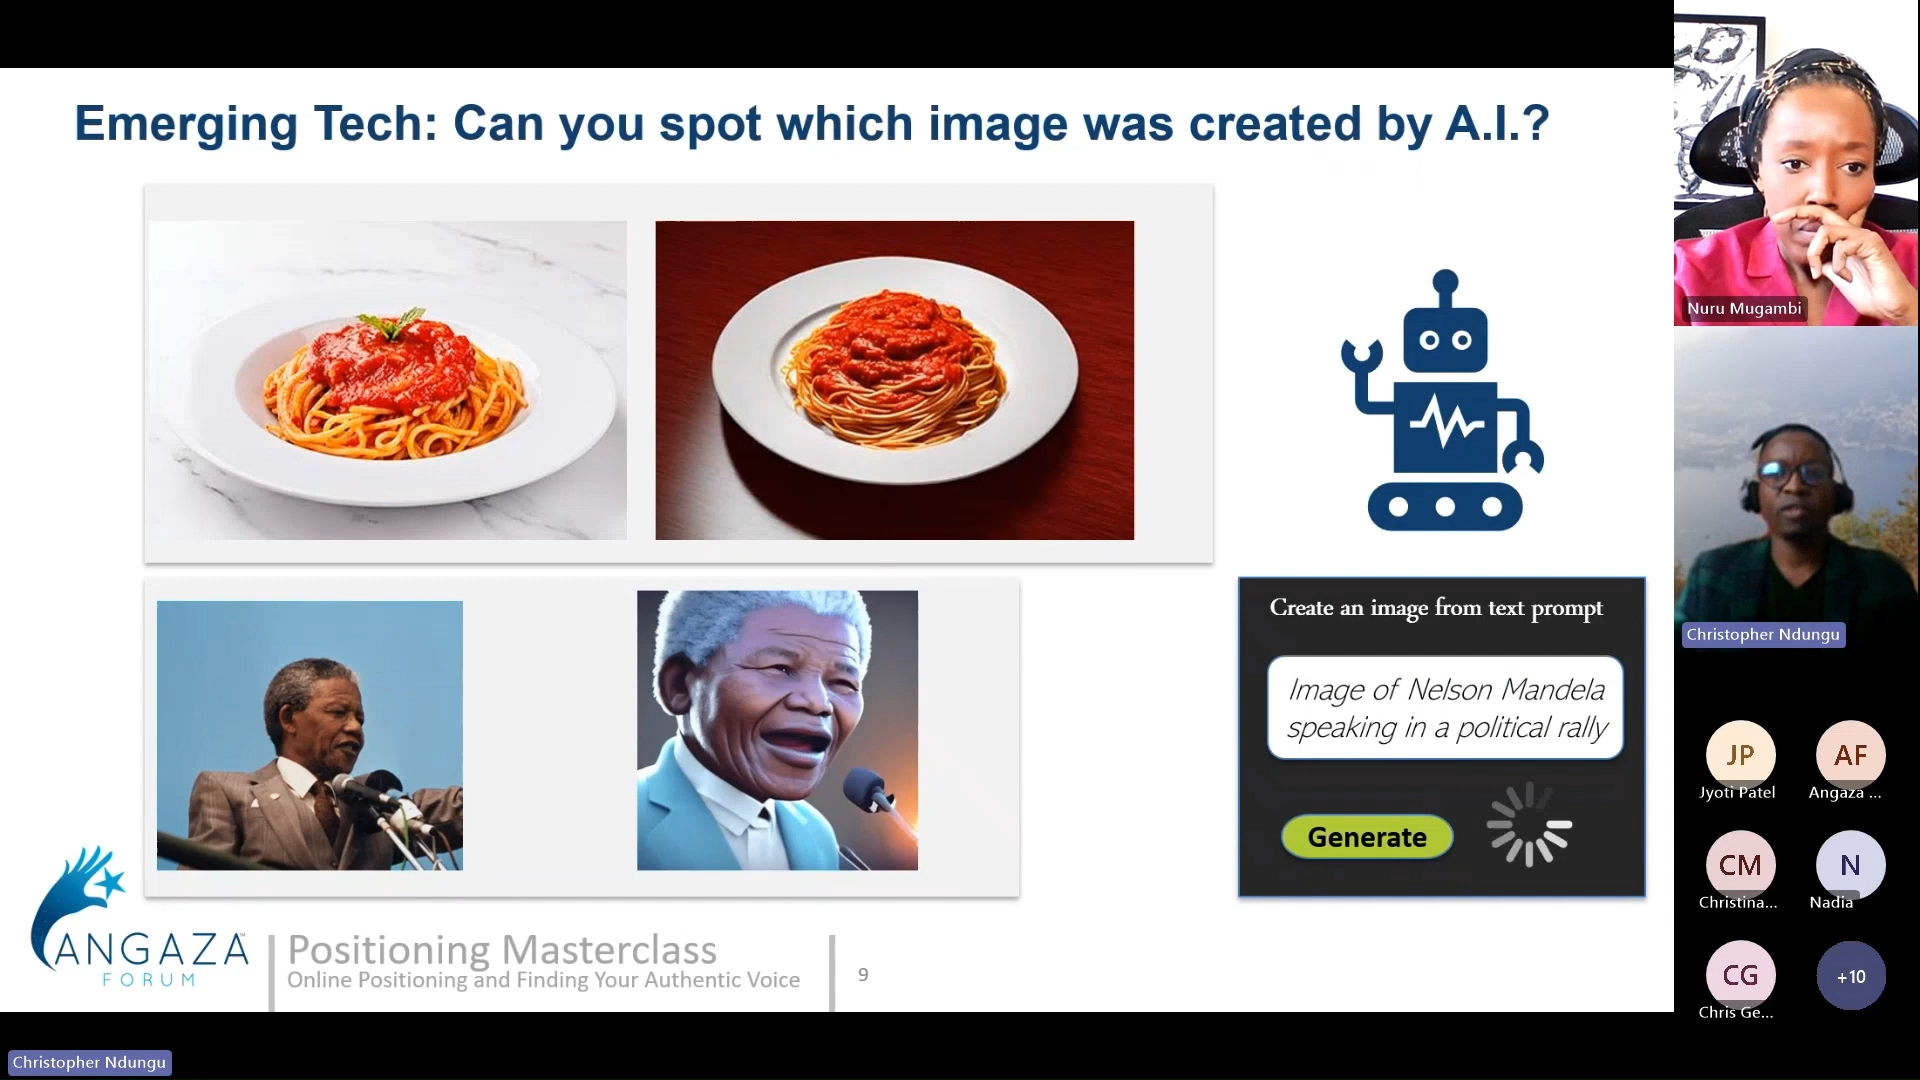 Emerging Tech: Can you spot which image was created by A.I.?
Create an image from text prompt
Image of Nelson Mandela
speaking in a political rally
Generate
ANGAZA
FORUM
Positioning Masterclass
Online Positioning and Finding Your Authentic Voice
9
Nuru Mugambi
Christopher Ndungu
JP
Jyoti Patel
AF
Angaza ...
CM
Christina...
N
Nadia
CG
Chris Ge...
+10
Christopher Ndungu